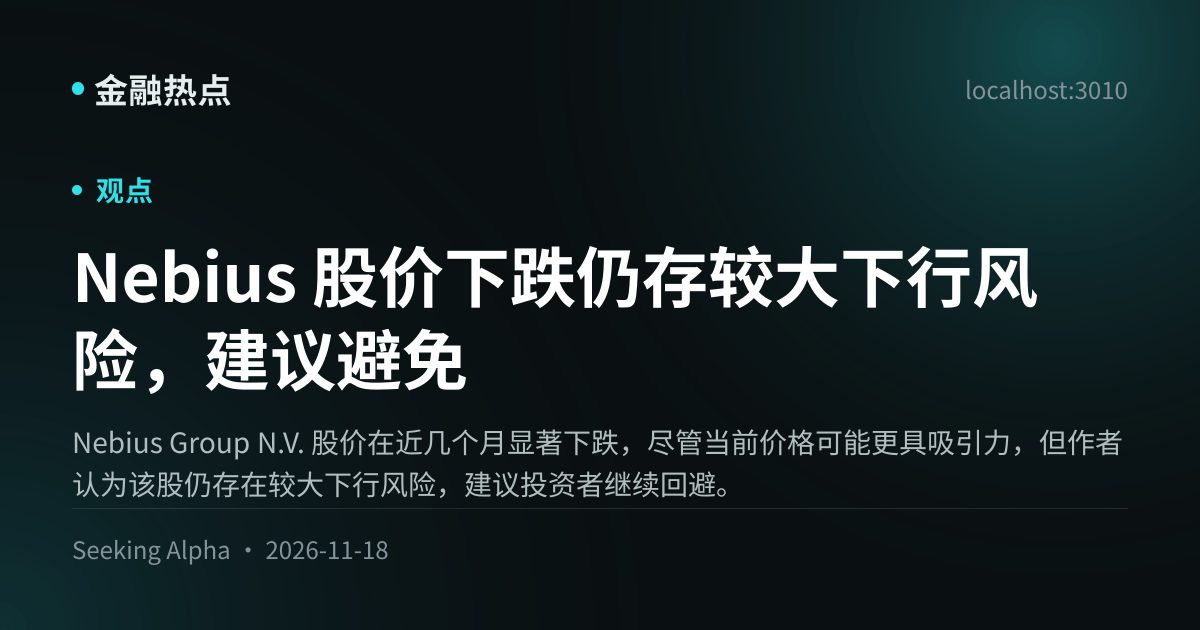 金融热点
localhost:3010
观点
Nebius 股价下跌仍存较大下行风
险，建议避免
Nebius Group N.V. 股价在近几个月显著下跌，尽管当前价格可能更具吸引力，但作者
认为该股仍存在较大下行风险，建议投资者继续回避。
Seeking Alpha · 2026-11-18